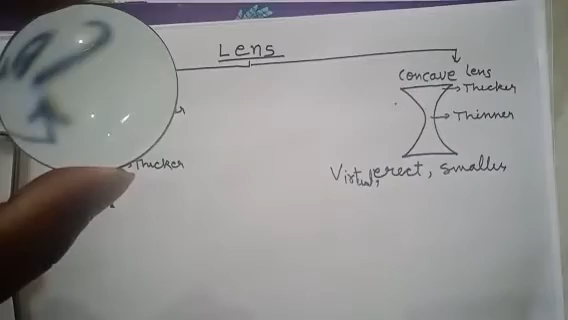 Lens
concave lens
Thicker
Thinner
Thicker
Virtual, erect, smaller